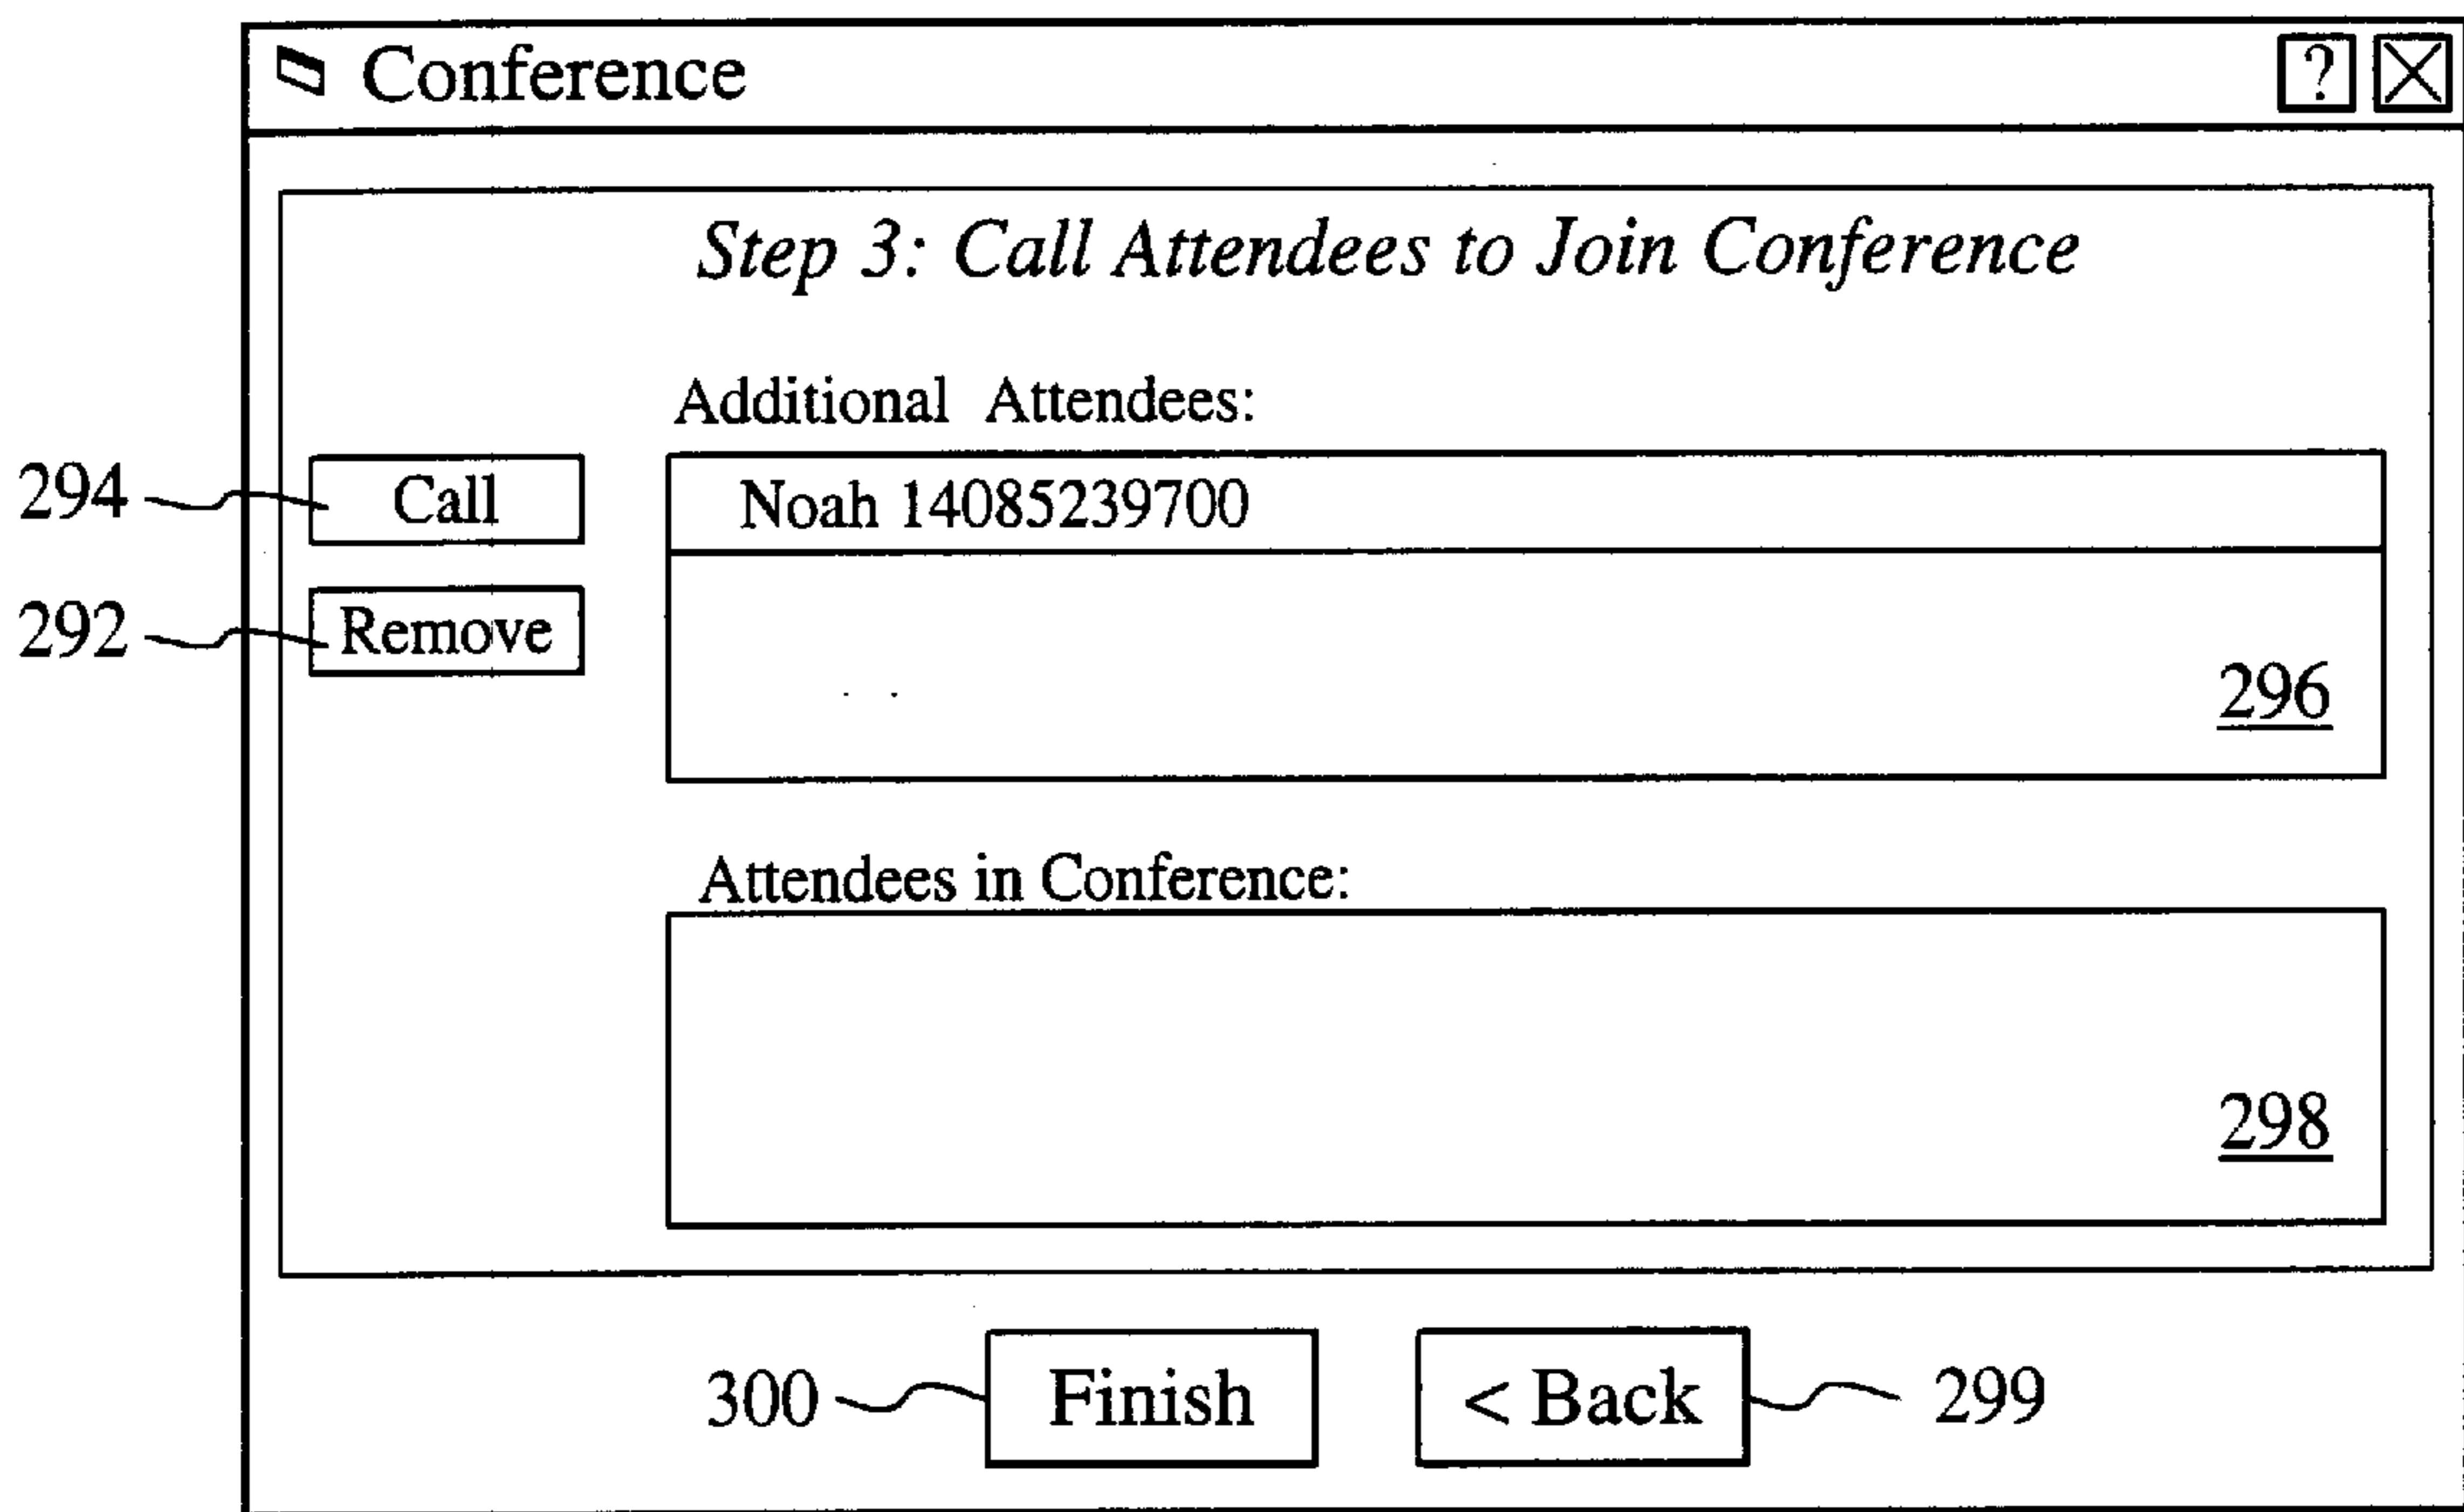 Conference ?
Step 3: Call Attendees to Join Conference
Additional Attendees:
294 Call Noah 14085239700
292 Remove
296
Attendees in Conference:
298
300 Finish < Back 299